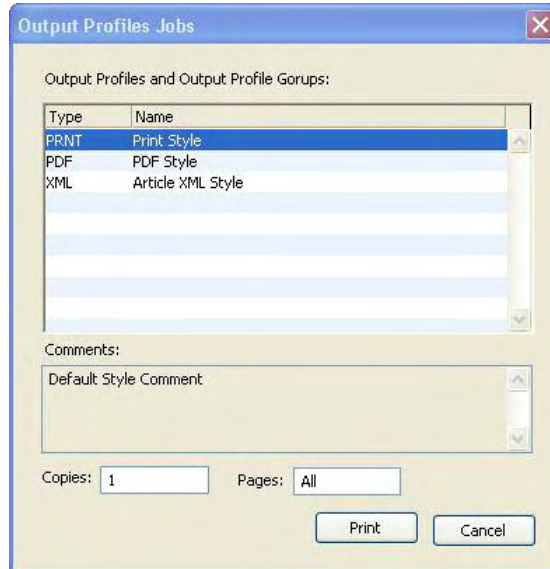 Output Profiles Jobs
Output Profiles and Output Profile Gorups:
Type Name
PRNT Print Style
PDF PDF Style
XML Article XML Style
Comments:
Default Style Comment
Copies: 1 Pages: All
Print Cancel